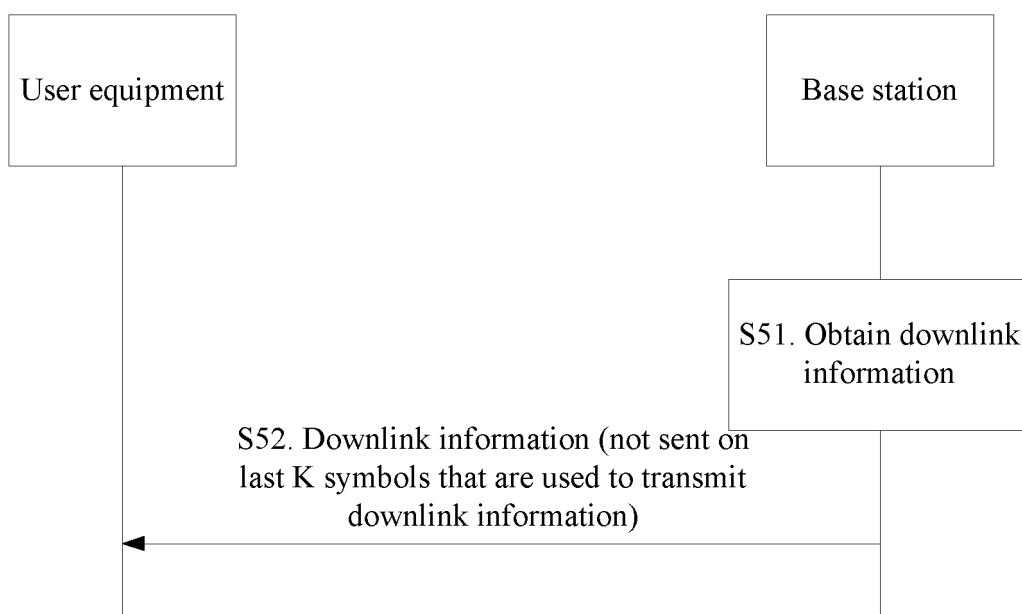 User equipment
Base station
S51. Obtain downlink
information
S52. Downlink information (not sent on
last K symbols that are used to transmit
downlink information)